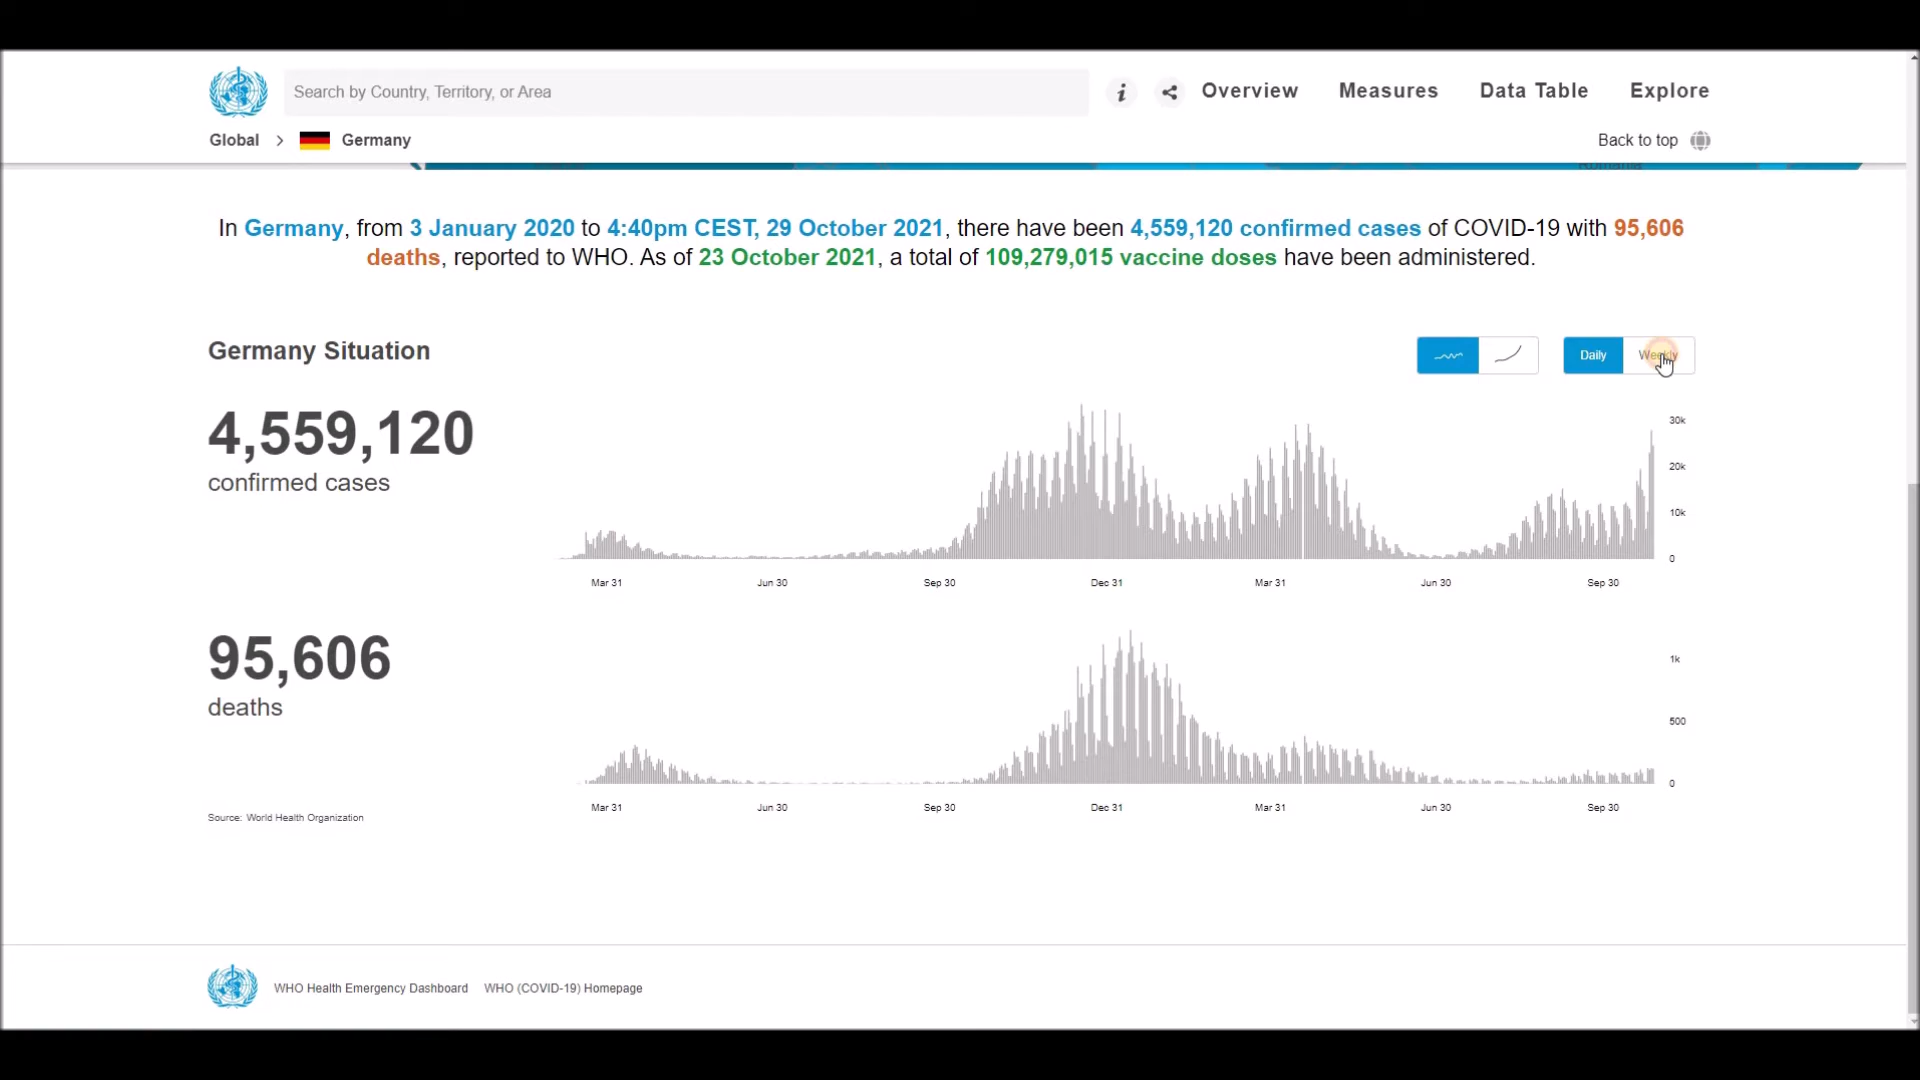 Search by Country, Territory, or Area
i
Overview
Measures
Data Table
Explore
Global > Germany
Back to top
Romania
In Germany, from 3 January 2020 to 4:40pm CEST, 29 October 2021, there have been 4,559,120 confirmed cases of COVID-19 with 95,606
deaths, reported to WHO. As of 23 October 2021, a total of 109,279,015 vaccine doses have been administered.
Germany Situation
Daily
Weekly
4,559,120
confirmed cases
30k
20k
10k
0
Mar 31
Jun 30
Sep 30
Dec 31
Mar 31
Jun 30
Sep 30
95,606
deaths
1k
500
0
Mar 31
Jun 30
Sep 30
Dec 31
Mar 31
Jun 30
Sep 30
Source: World Health Organization
WHO Health Emergency Dashboard
WHO (COVID-19) Homepage